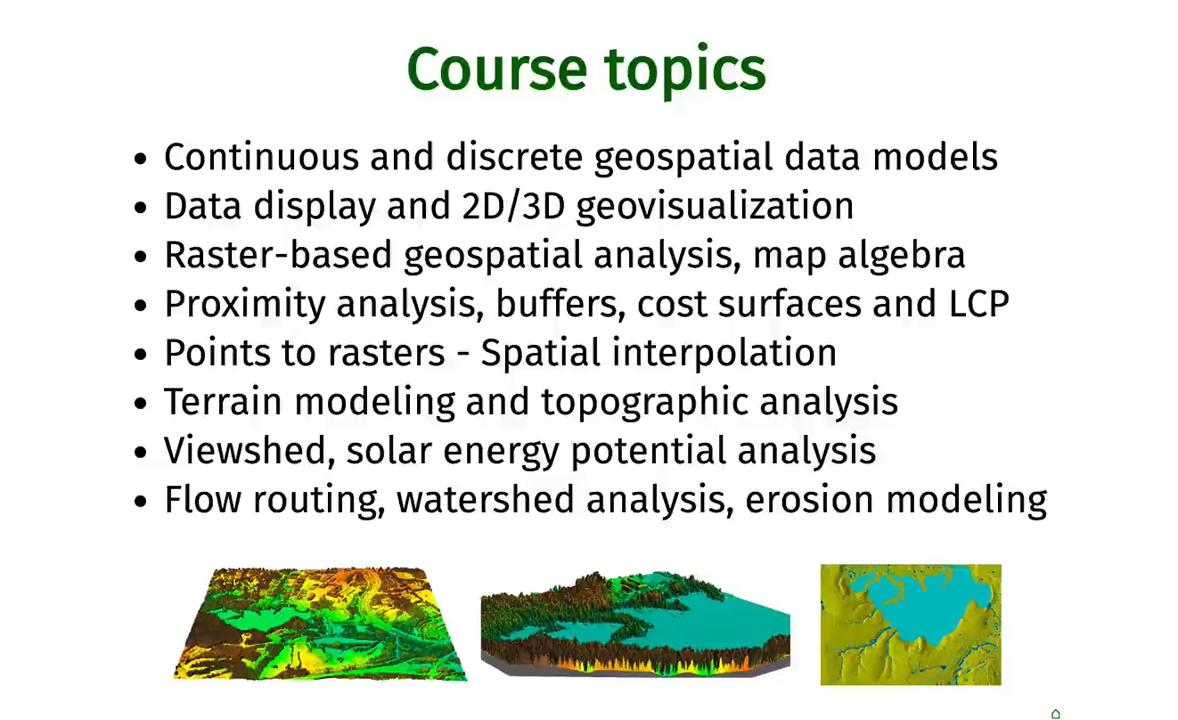 Course topics
• Continuous and discrete geospatial data models
• Data display and 2D/3D geovisualization
• Raster-based geospatial analysis, map algebra
• Proximity analysis, buffers, cost surfaces and LCP
• Points to rasters - Spatial interpolation
• Terrain modeling and topographic analysis
• Viewshed, solar energy potential analysis
• Flow routing, watershed analysis, erosion modeling